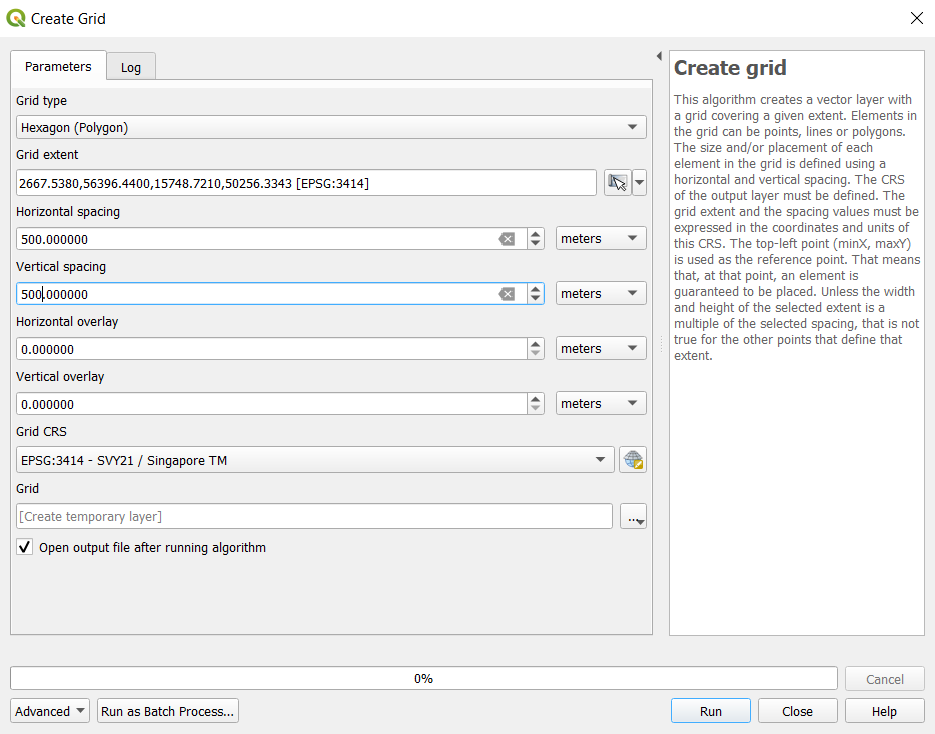 Create Grid
Parameters
Log
Grid type
Hexagon (Polygon)
Grid extent
2667.5380,56396.4400,15748.7210,50256.3343 [EPSG:3414]
Horizontal spacing
500.000000
meters
Vertical spacing
500.000000
meters
Horizontal overlay
0.000000
meters
Vertical overlay
0.000000
meters
Grid CRS
EPSG:3414 - SVY21 / Singapore TM
Grid
[Create temporary layer]
...
Open output file after running algorithm
Create grid
This algorithm creates a vector layer with
a grid covering a given extent. Elements in
the grid can be points, lines or polygons.
The size and/or placement of each
element in the grid is defined using a
horizontal and vertical spacing. The CRS
of the output layer must be defined. The
grid extent and the spacing values must be
expressed in the coordinates and units of
this CRS. The top-left point (minX, maxY)
is used as the reference point. That means
that, at that point, an element is
guaranteed to be placed. Unless the width
and height of the selected extent is a
multiple of the selected spacing, that is not
true for the other points that define that
extent.
0%
Cancel
Advanced
Run as Batch Process...
Run
Close
Help